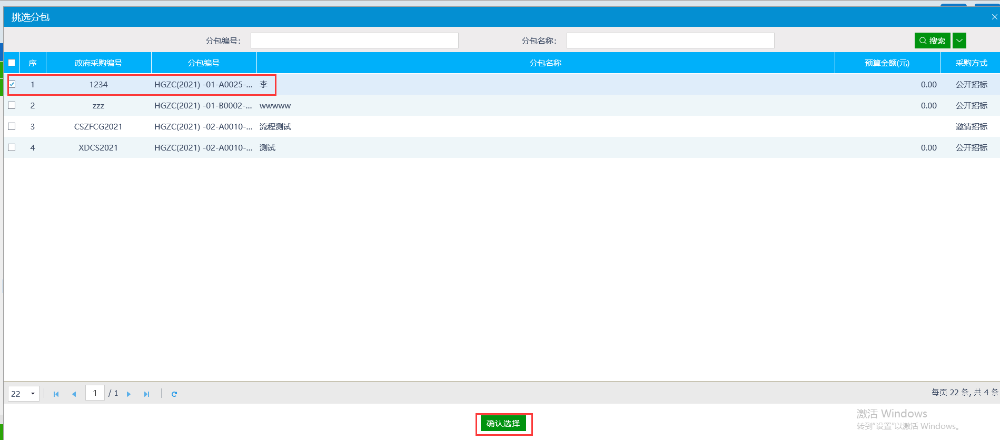 挑选分包
分包编号： 分包名称： 搜索
序 政府采购编号 分包编号 分包名称 预算金额(元) 采购方式
1 1234 HGZC(2021) -01-A0025-... 李 0.00 公开招标
2 zzz HGZC(2021) -01-B0002-... wwwww 0.00 公开招标
3 CSZFCG2021 HGZC(2021) -02-A0010-... 流程测试 邀请招标
4 XDCS2021 HGZC(2021) -02-A0010-... 测试 0.00 公开招标
22 1 / 1 每页 22 条, 共 4 条
确认选择
激活 Windows
转到“设置”以激活 Windows。